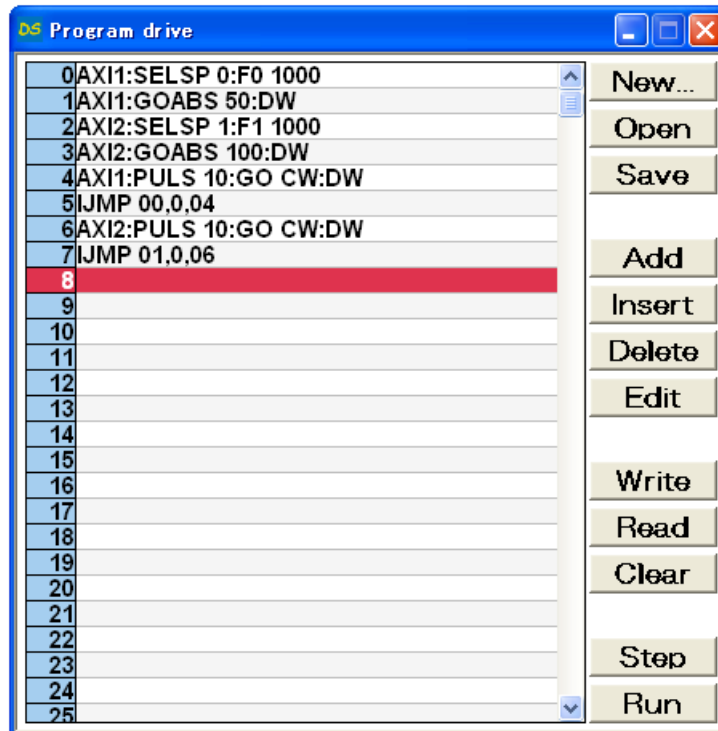 DS Program drive
0 AXI1:SELSP 0:F0 1000
1 AXI1:GOABS 50:DW
2 AXI2:SELSP 1:F1 1000
3 AXI2:GOABS 100:DW
4 AXI1:PULS 10:GO CW:DW
5 IJMP 00,0,04
6 AXI2:PULS 10:GO CW:DW
7 IJMP 01,0,06
8
9
10
11
12
13
14
15
16
17
18
19
20
21
22
23
24
25
New...
Open
Save
Add
Insert
Delete
Edit
Write
Read
Clear
Step
Run